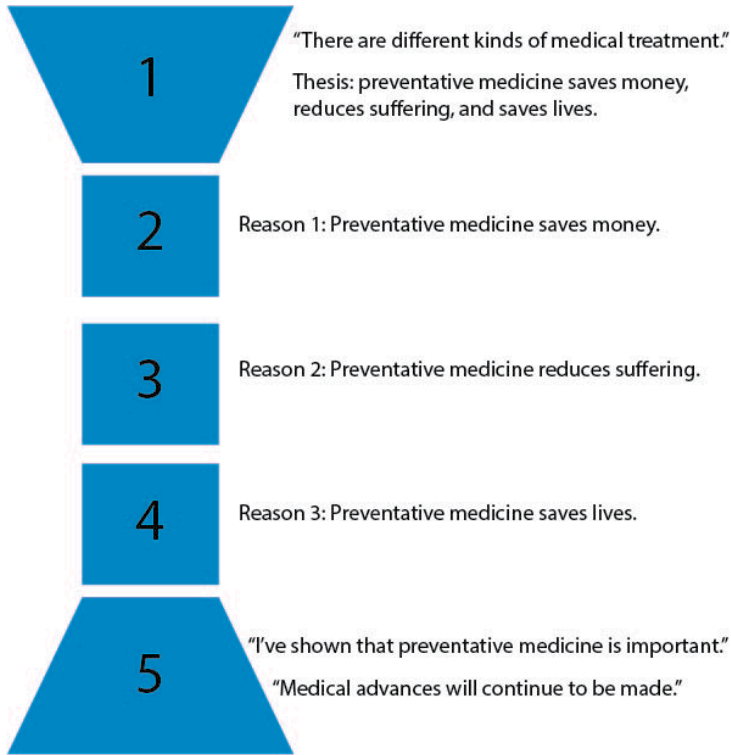 1
“There are different kinds of medical treatment.”
Thesis: preventative medicine saves money,
reduces suffering, and saves lives.
2
Reason 1: Preventative medicine saves money.
3
Reason 2: Preventative medicine reduces suffering.
4
Reason 3: Preventative medicine saves lives.
5
“I’ve shown that preventative medicine is important.”
“Medical advances will continue to be made.”